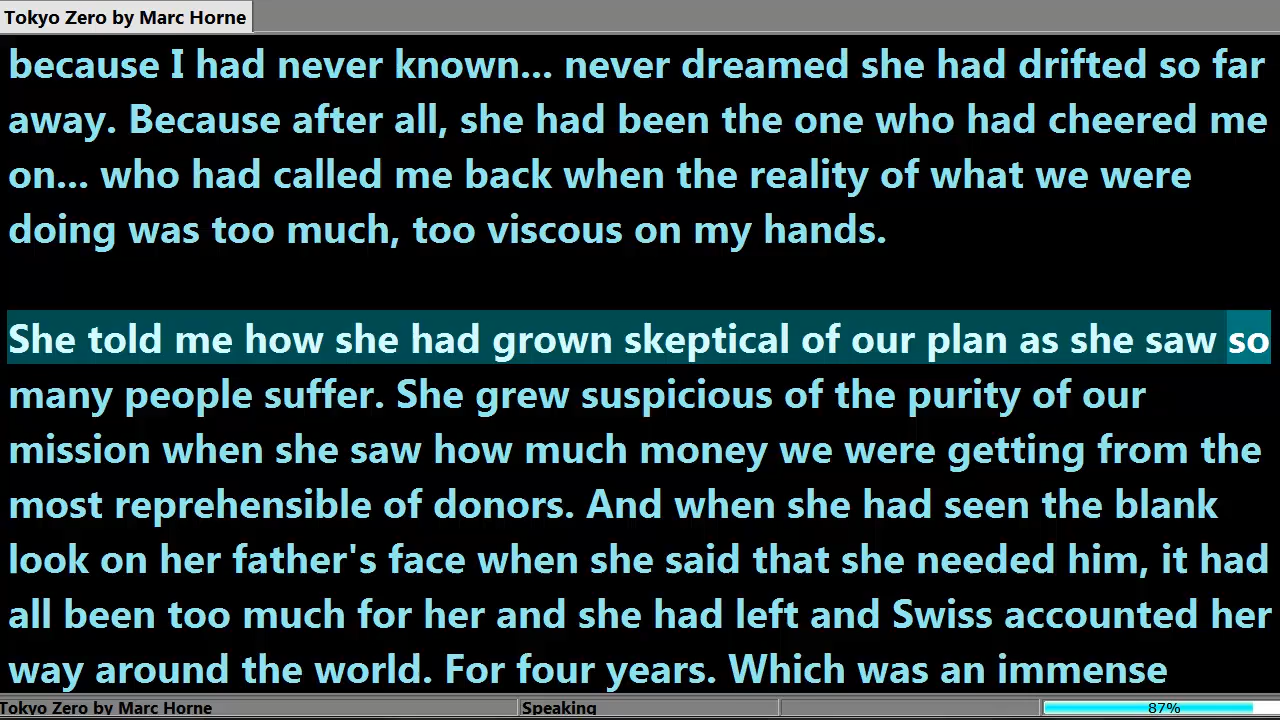 Tokyo Zero by Marc Horne
because I had never known... never dreamed she had drifted so far
away. Because after all, she had been the one who had cheered me
on... who had called me back when the reality of what we were
doing was too much, too viscous on my hands.
She told me how she had grown skeptical of our plan as she saw so
many people suffer. She grew suspicious of the purity of our
mission when she saw how much money we were getting from the
most reprehensible of donors. And when she had seen the blank
look on her father's face when she said that she needed him, it had
all been too much for her and she had left and Swiss accounted her
way around the world. For four years. Which was an immense
Tokyo Zero by Marc Horne Speaking 87%